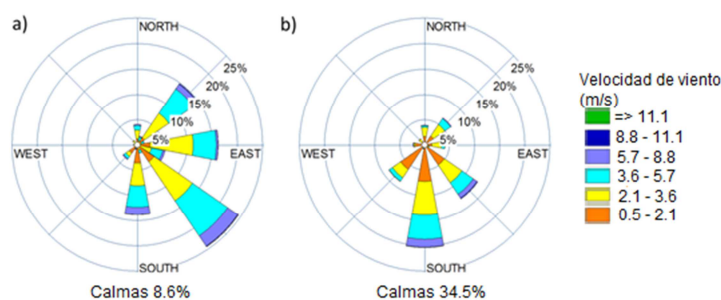 a)
NORTH
25%
20%
15%
10%
5%
WEST
EAST
SOUTH
Calmas 8.6%
b)
NORTH
25%
20%
15%
10%
5%
WEST
EAST
SOUTH
Calmas 34.5%
Velocidad de viento
(m/s)
=> 11.1
8.8 - 11.1
5.7 - 8.8
3.6 - 5.7
2.1 - 3.6
0.5 - 2.1